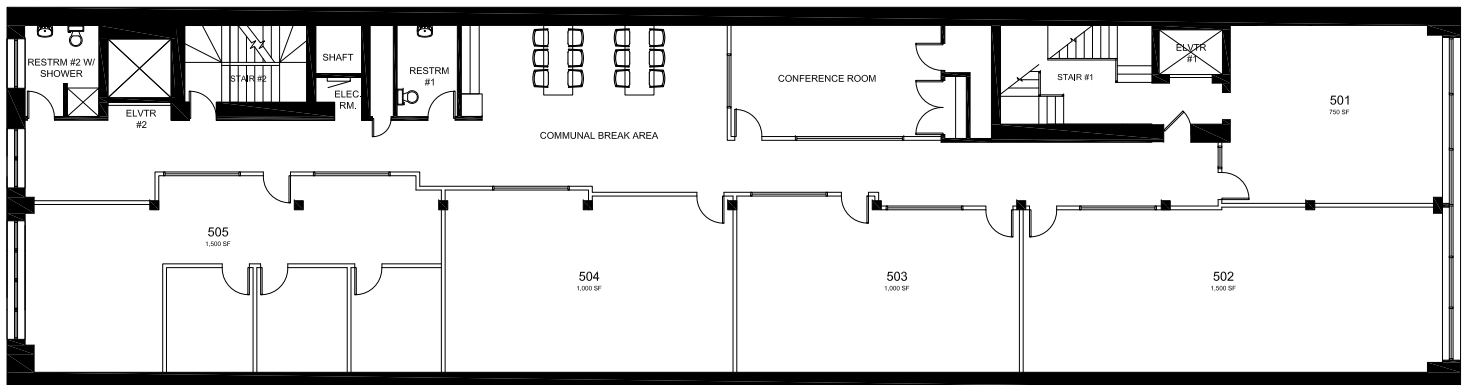 RESTRM #2 W/
SHOWER
ELVTR
#2
STAIR #2
SHAFT
ELEC.
RM.
RESTRM
#1
COMMUNAL BREAK AREA
CONFERENCE ROOM
STAIR #1
ELVTR
#1
501
750 SF
505
1,500 SF
504
1,000 SF
503
1,000 SF
502
1,500 SF